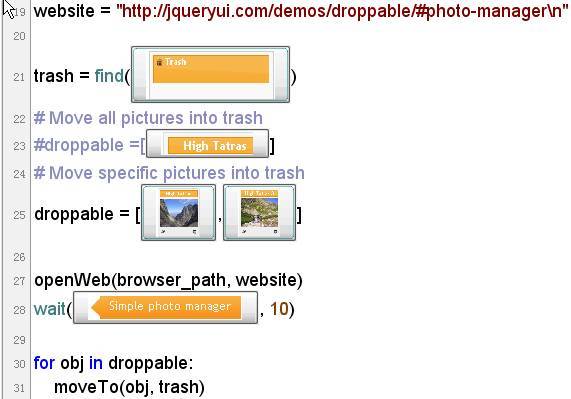 19 website = "http://jqueryui.com/demos/droppable/#photo-manager\n"
20
21 trash = find( Trash )
22 # Move all pictures into trash
23 #droppable =[ High Tatras ]
24 # Move specific pictures into trash
25 droppable = [ High Tatras , High Tatras ]
26
27 openWeb(browser_path, website)
28 wait( Simple photo manager , 10)
29
30 for obj in droppable:
31 moveTo(obj, trash)